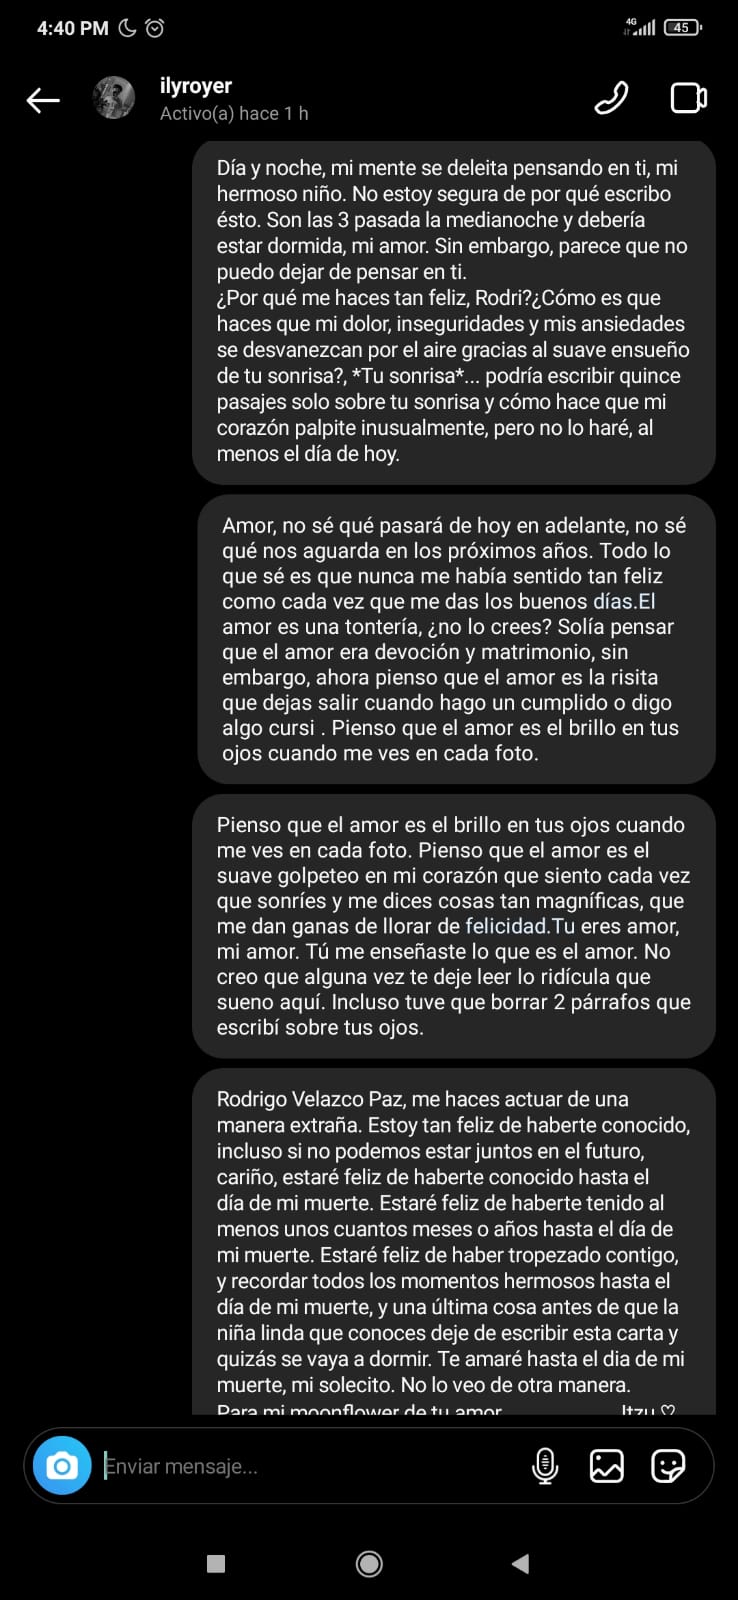 4:40 PM
4G
45
ilyroyer
Activo(a) hace 1 h
Día y noche, mi mente se deleita pensando en ti, mi
hermoso niño. No estoy segura de por qué escribo
ésto. Son las 3 pasada la medianoche y debería
estar dormida, mi amor. Sin embargo, parece que no
puedo dejar de pensar en ti.
¿Por qué me haces tan feliz, Rodri?¿Cómo es que
haces que mi dolor, inseguridades y mis ansiedades
se desvanezcan por el aire gracias al suave ensueño
de tu sonrisa?, *Tu sonrisa*... podría escribir quince
pasajes solo sobre tu sonrisa y cómo hace que mi
corazón palpite inusualmente, pero no lo haré, al
menos el día de hoy.
Amor, no sé qué pasará de hoy en adelante, no sé
qué nos aguarda en los próximos años. Todo lo
que sé es que nunca me había sentido tan feliz
como cada vez que me das los buenos días.El
amor es una tontería, ¿no lo crees? Solía pensar
que el amor era devoción y matrimonio, sin
embargo, ahora pienso que el amor es la risita
que dejas salir cuando hago un cumplido o digo
algo cursi . Pienso que el amor es el brillo en tus
ojos cuando me ves en cada foto.
Pienso que el amor es el brillo en tus ojos cuando
me ves en cada foto. Pienso que el amor es el
suave golpeteo en mi corazón que siento cada vez
que sonríes y me dices cosas tan magníficas, que
me dan ganas de llorar de felicidad.Tu eres amor,
mi amor. Tú me enseñaste lo que es el amor. No
creo que alguna vez te deje leer lo ridícula que
sueno aquí. Incluso tuve que borrar 2 párrafos que
escribí sobre tus ojos.
Rodrigo Velazco Paz, me haces actuar de una
manera extraña. Estoy tan feliz de haberte conocido,
incluso si no podemos estar juntos en el futuro,
cariño, estaré feliz de haberte conocido hasta el
día de mi muerte. Estaré feliz de haberte tenido al
menos unos cuantos meses o años hasta el día de
mi muerte. Estaré feliz de haber tropezado contigo,
y recordar todos los momentos hermosos hasta el
día de mi muerte, y una última cosa antes de que la
niña linda que conoces deje de escribir esta carta y
quizás se vaya a dormir. Te amaré hasta el dia de mi
muerte, mi solecito. No lo veo de otra manera.
Para mi moonflower de tu amor Itzu ♡
Enviar mensaje...